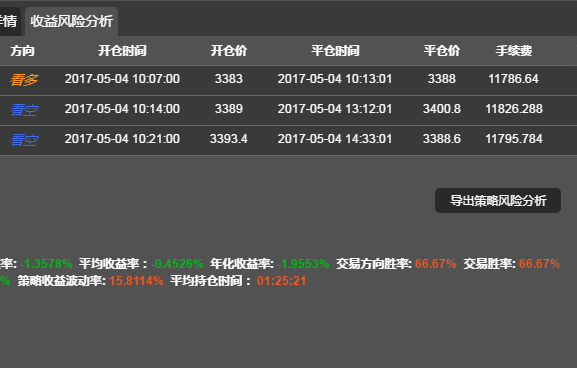 详情 收益风险分析
方向 开仓时间 开仓价 平仓时间 平仓价 手续费
看多 2017-05-04 10:07:00 3383 2017-05-04 10:13:01 3388 11786.64
看空 2017-05-04 10:14:00 3389 2017-05-04 13:12:01 3400.8 11826.288
看空 2017-05-04 10:21:00 3393.4 2017-05-04 14:33:01 3388.6 11795.784
导出策略风险分析
率: -1.3578% 平均收益率： -0.4526% 年化收益率: -1.9553% 交易方向胜率: 66.67% 交易胜率: 66.67%
% 策略收益波动率: 15.8114% 平均持仓时间： 01:25:21